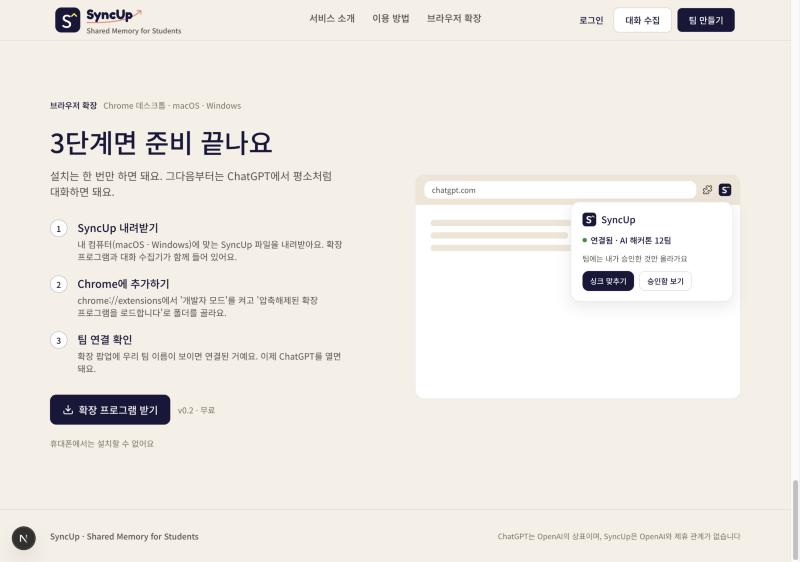 SyncUp
Shared Memory for Students
서비스 소개
이용 방법
브라우저 확장
로그인
대화 수집
팀 만들기
브라우저 확장 Chrome 데스크톱 · macOS · Windows
3단계면 준비 끝나요
설치는 한 번만 하면 돼요. 그다음부터는 ChatGPT에서 평소처럼
대화하면 돼요.
1 SyncUp 내려받기
내 컴퓨터(macOS · Windows)에 맞는 SyncUp 파일을 내려받아요. 확장
프로그램과 대화 수집기가 함께 들어 있어요.
2 Chrome에 추가하기
chrome://extensions에서 '개발자 모드'를 켜고 '압축해제된 확장
프로그램을 로드합니다'로 폴더를 골라요.
3 팀 연결 확인
확장 팝업에 우리 팀 이름이 보이면 연결된 거예요. 이제 ChatGPT를 열면
돼요.
확장 프로그램 받기
v0.2 · 무료
휴대폰에서는 설치할 수 없어요
chatgpt.com
S
S
SyncUp
연결됨 · AI 해커톤 12팀
팀에는 내가 승인한 것만 올라가요
싱크 맞추기
승인함 보기
N
SyncUp · Shared Memory for Students
ChatGPT는 OpenAI의 상표이며, SyncUp은 OpenAI와 제휴 관계가 없습니다